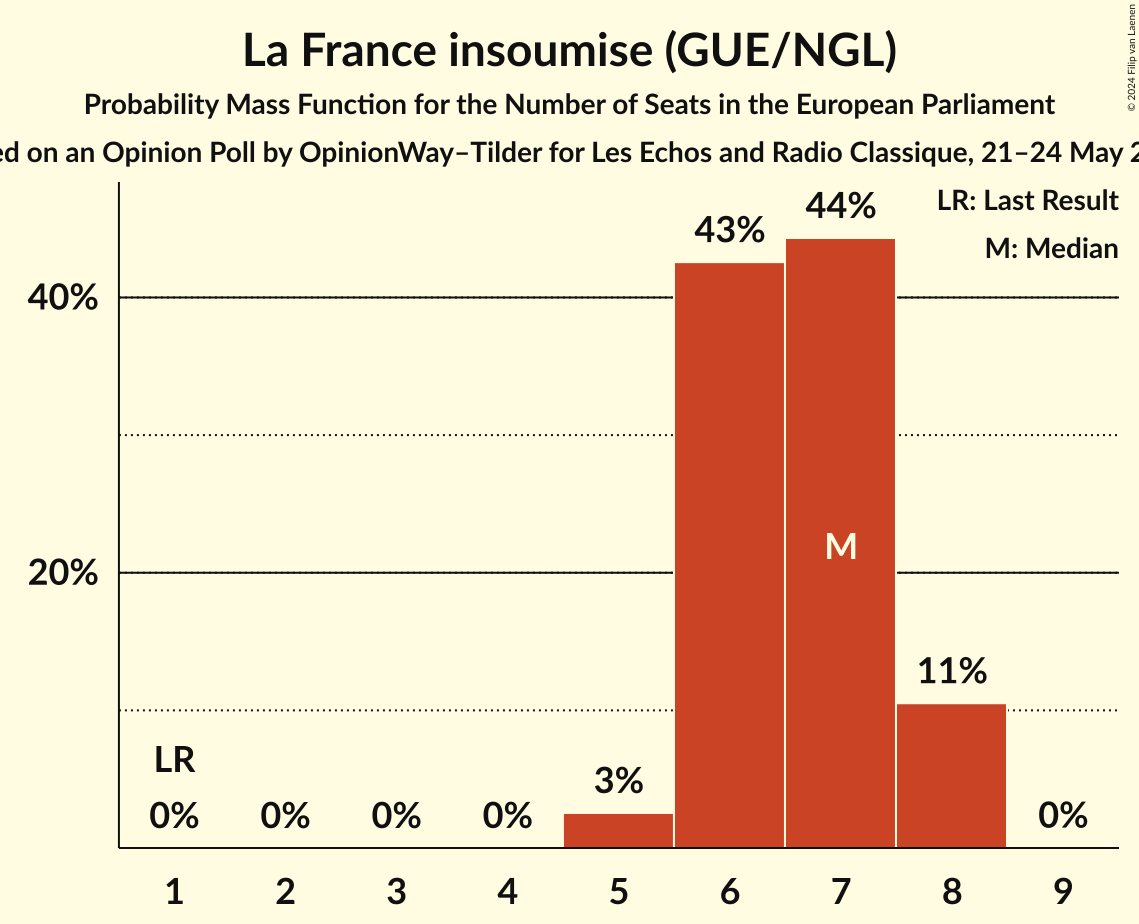 La France insoumise (GUE/NGL)
Probability Mass Function for the Number of Seats in the European Parliament
on an Opinion Poll by OpinionWay–Tilder for Les Echos and Radio Classique, 21–24 May
© 2024 Filip van Laenen
LR: Last Result
M: Median
44%
43%
40%
M
20%
11%
LR
3%
0% 0% 0% 0% 0%
1 2 3 4 5 6 7 8 9